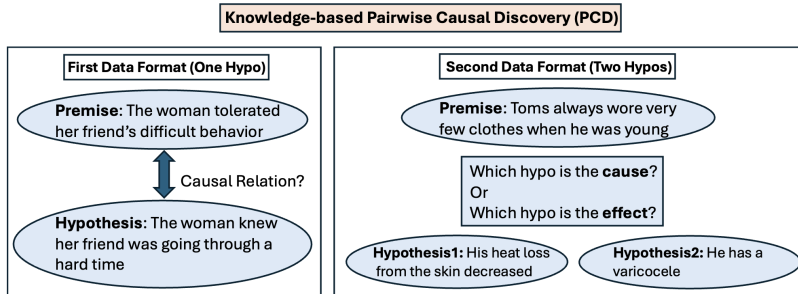 Knowledge-based Pairwise Causal Discovery (PCD)
First Data Format (One Hypo)
Premise: The woman tolerated
her friend's difficult behavior
Causal Relation?
Hypothesis: The woman knew
her friend was going through a
hard time
Second Data Format (Two Hypos)
Premise: Toms always wore very
few clothes when he was young
Which hypo is the cause?
Or
Which hypo is the effect?
Hypothesis1: His heat loss
from the skin decreased
Hypothesis2: He has a
varicocele